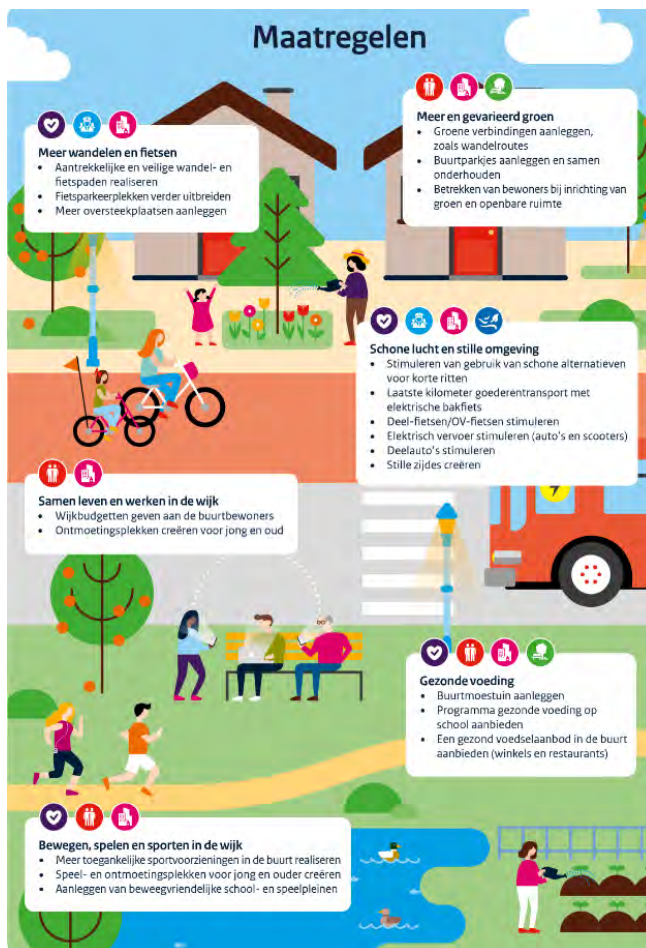 Maatregelen
Meer wandelen en fietsen
• Aantrekkelijke en veilige wandel- en
fietspaden realiseren
• Fietsparkeerplekken verder uitbreiden
• Meer oversteekplaatsen aanleggen
Meer en gevarieerd groen
• Groene verbindingen aanleggen,
zoals wandelroutes
• Buurtparkjes aanleggen en samen
onderhouden
• Betrekken van bewoners bij inrichting van
groen en openbare ruimte
Schone lucht en stille omgeving
• Stimuleren van gebruik van schone alternatieven
voor korte ritten
• Laatste kilometer goederentransport met
elektrische bakfiets
• Deel-fietsen/OV-fietsen stimuleren
• Elektrisch vervoer stimuleren (auto's en scooters)
• Deelauto's stimuleren
• Stille zijdes creëren
Samen leven en werken in de wijk
• Wijkbudgetten geven aan de buurtbewoners
• Ontmoetingsplekken creëren voor jong en oud
Gezonde voeding
• Buurtmoestuin aanleggen
• Programma gezonde voeding op
school aanbieden
• Een gezond voedselaanbod in de buurt
aanbieden (winkels en restaurants)
Bewegen, spelen en sporten in de wijk
• Meer toegankelijke sportvoorzieningen in de buurt realiseren
• Speel- en ontmoetingsplekken voor jong en ouder creëren
• Aanleggen van beweegvriendelijke school- en speelpleinen